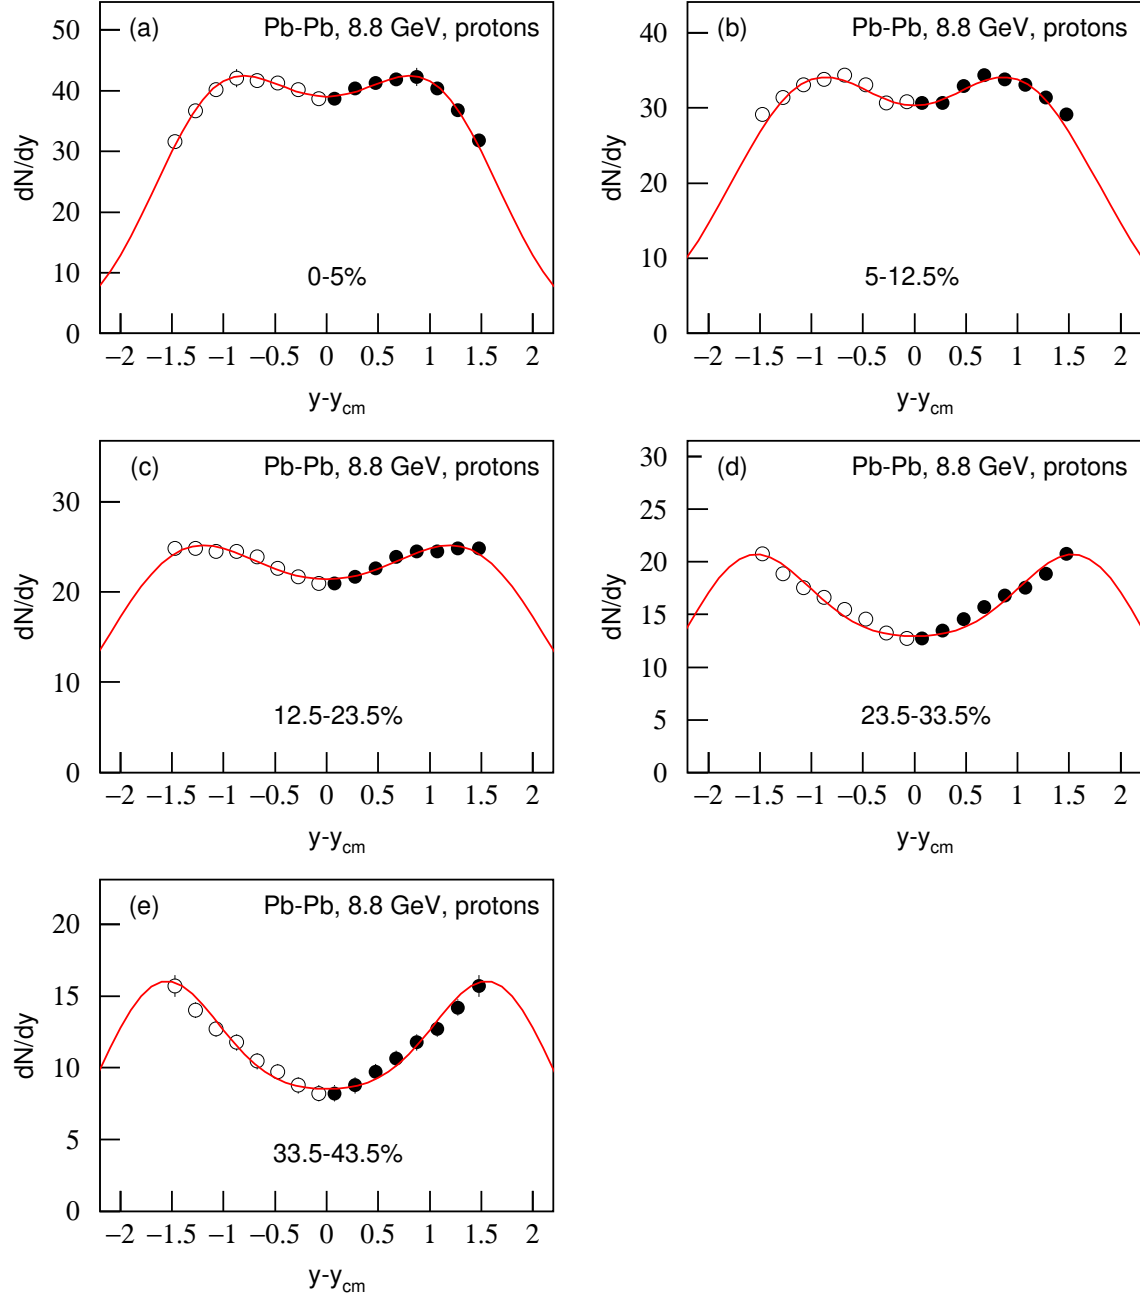 (a) Pb-Pb, 8.8 GeV, protons
50
40
30
20
10
0
dN/dy
0-5%
−2 −1.5 −1 −0.5 0 0.5 1 1.5 2
y-ycm
(b) Pb-Pb, 8.8 GeV, protons
40
30
20
10
0
dN/dy
5-12.5%
−2 −1.5 −1 −0.5 0 0.5 1 1.5 2
y-ycm
(c) Pb-Pb, 8.8 GeV, protons
30
20
10
0
dN/dy
12.5-23.5%
−2 −1.5 −1 −0.5 0 0.5 1 1.5 2
y-ycm
(d) Pb-Pb, 8.8 GeV, protons
30
25
20
15
10
5
0
dN/dy
23.5-33.5%
−2 −1.5 −1 −0.5 0 0.5 1 1.5 2
y-ycm
(e) Pb-Pb, 8.8 GeV, protons
20
15
10
5
0
dN/dy
33.5-43.5%
−2 −1.5 −1 −0.5 0 0.5 1 1.5 2
y-ycm